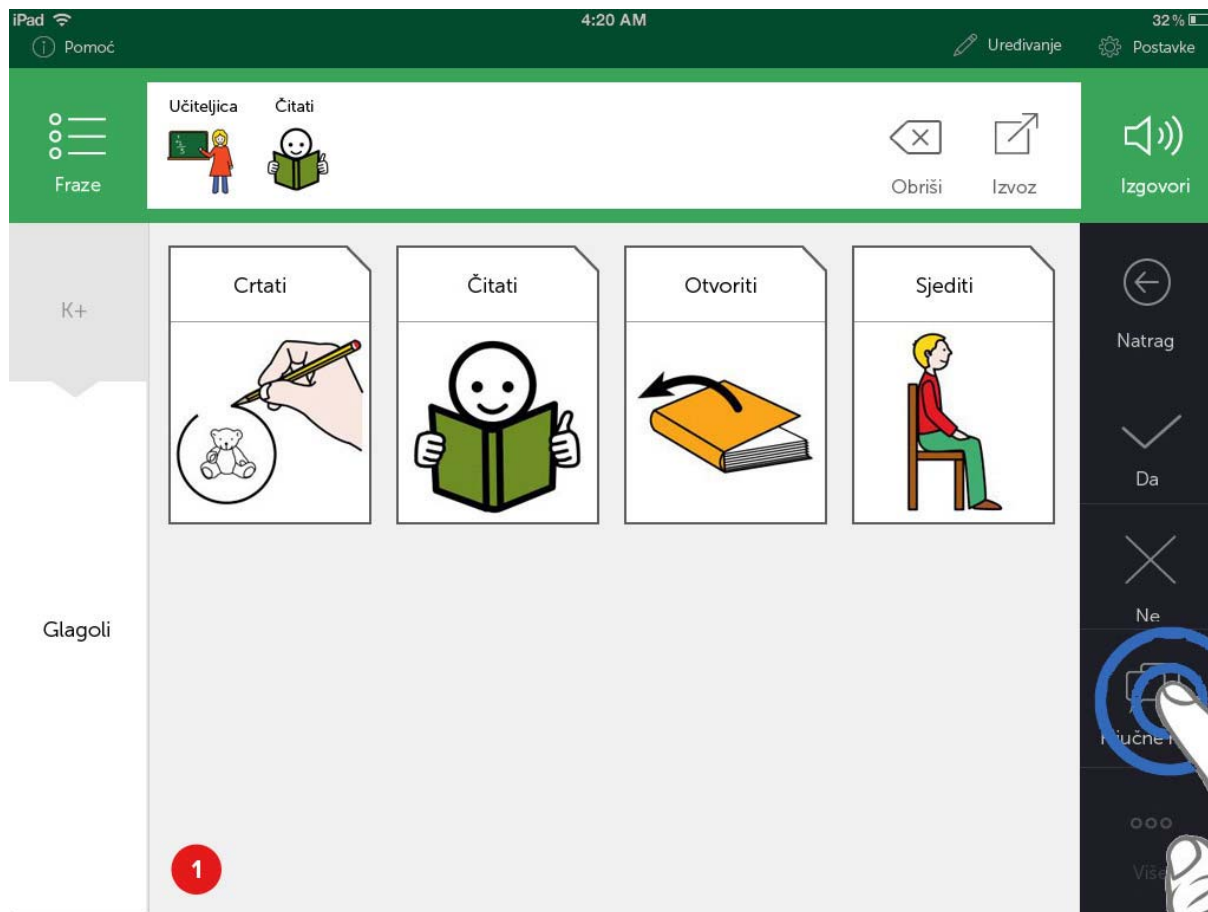 iPad 4:20 AM 32%
Pomoć Uređivanje Postavke
Učiteljica Čitati
Fraze Obriši Izvoz Izgovori
K+ Crtati Čitati Otvoriti Sjediti
Natrag
Da
Ne
Glagoli
1